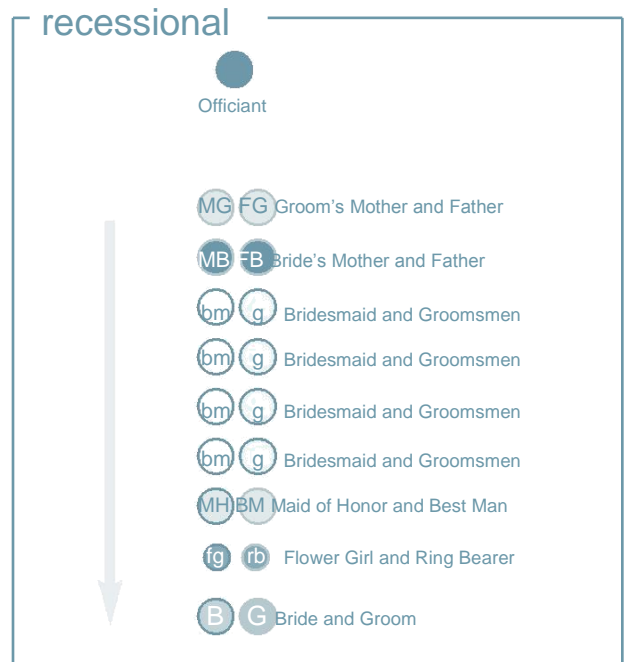 recessional
Officiant
MG FG Groom's Mother and Father
MB FB Bride's Mother and Father
bm g Bridesmaid and Groomsmen
bm g Bridesmaid and Groomsmen
bm g Bridesmaid and Groomsmen
bm g Bridesmaid and Groomsmen
MH BM Maid of Honor and Best Man
fg rb Flower Girl and Ring Bearer
B G Bride and Groom